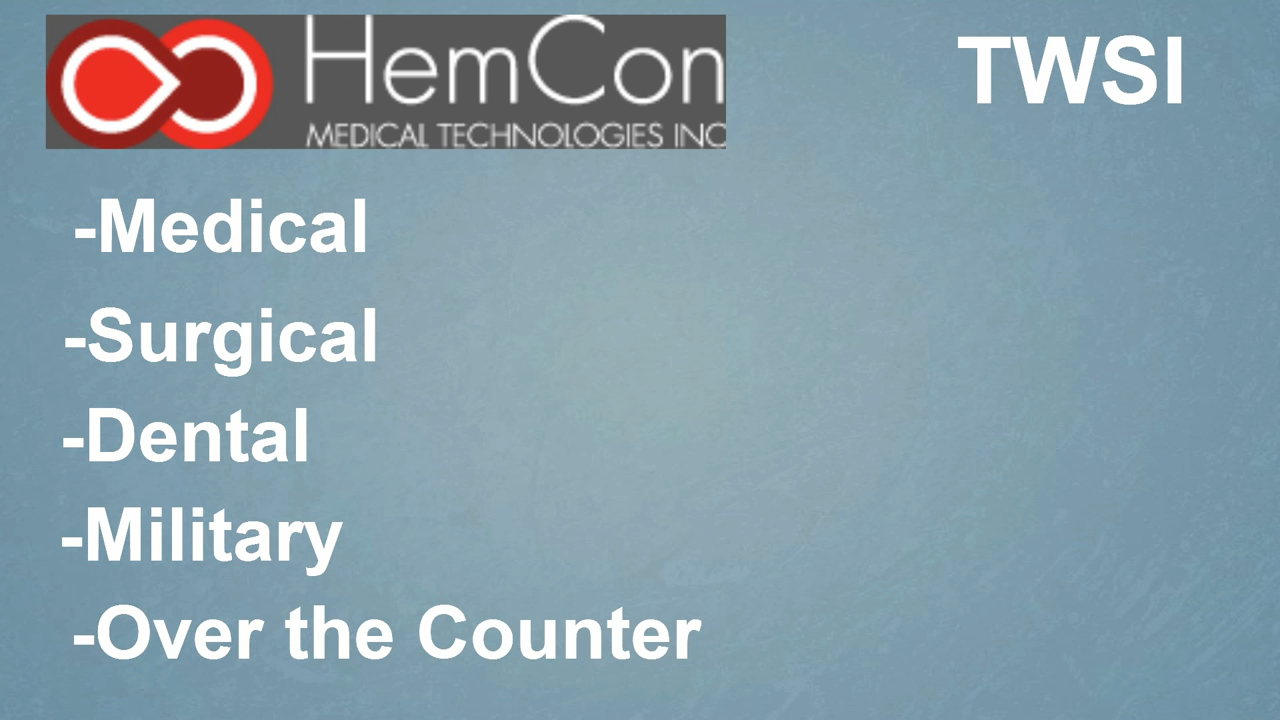 HemCon
MEDICAL TECHNOLOGIES INC
TWSI
-Medical
-Surgical
-Dental
-Military
-Over the Counter